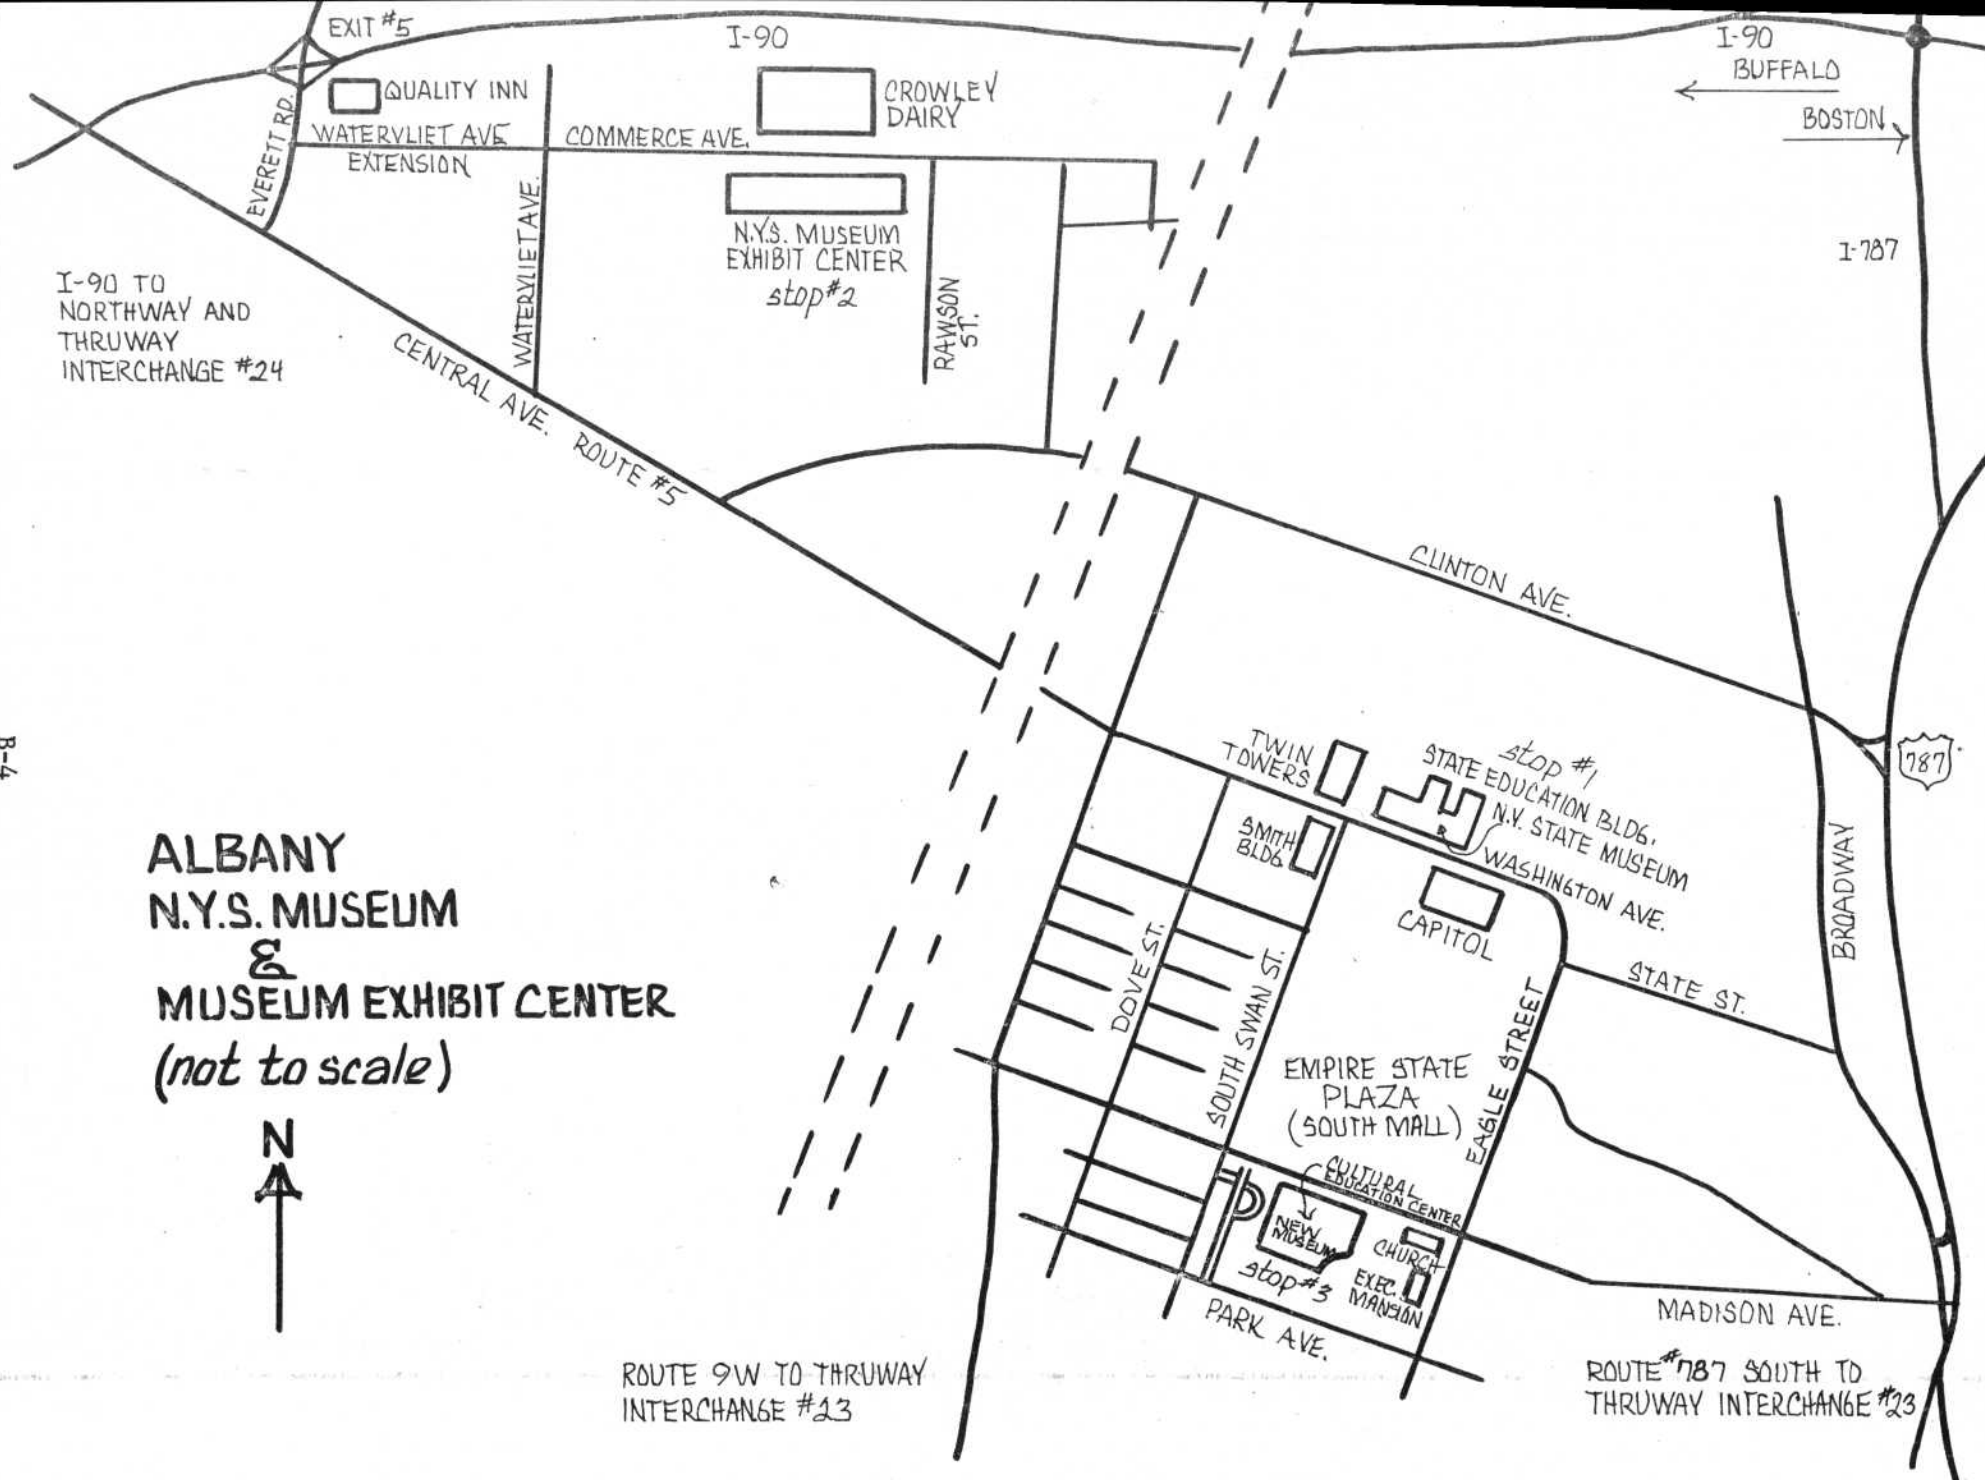 EXIT #5
I-90
I-90
BUFFALO
BOSTON
QUALITY INN
CROWLEY
DAIRY
WATERVLIET AVE
EXTENSION
COMMERCE AVE.
EVERETT RD.
WATERVLIET AVE.
N.Y.S. MUSEUM
EXHIBIT CENTER
stop #2
RAWSON
ST.
I-787
I-90 TO
NORTHWAY AND
THRUWAY
INTERCHANGE #24
CENTRAL AVE. ROUTE #5
CLINTON AVE.
787
B-4
TWIN
TOWERS
stop #1
STATE EDUCATION BLDG.
N.Y. STATE MUSEUM
SMITH
BLDG.
WASHINGTON AVE.
CAPITOL
BROADWAY
ALBANY
N.Y.S. MUSEUM
&
MUSEUM EXHIBIT CENTER
(not to scale)
N
DOVE ST.
SOUTH SWAN ST.
STATE ST.
EAGLE STREET
EMPIRE STATE
PLAZA
(SOUTH MALL)
CULTURAL
EDUCATION CENTER
NEW
MUSEUM
stop #3
CHURCH
EXEC.
MANSION
PARK AVE.
MADISON AVE.
ROUTE 9W TO THRUWAY
INTERCHANGE #23
ROUTE #787 SOUTH TO
THRUWAY INTERCHANGE #23